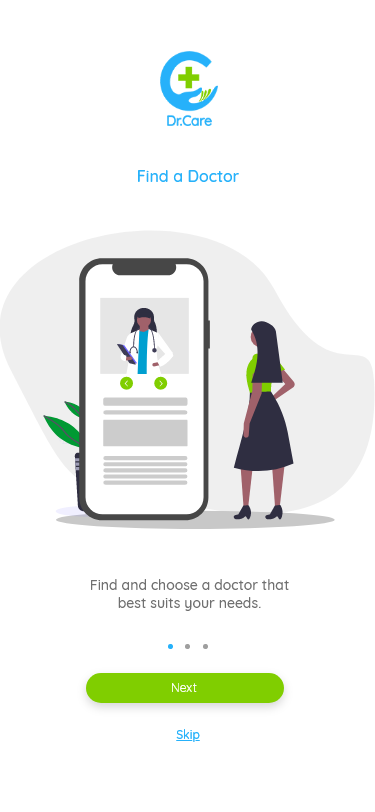 Dr.Care
Find a Doctor
Find and choose a doctor that
best suits your needs.
Next
Skip